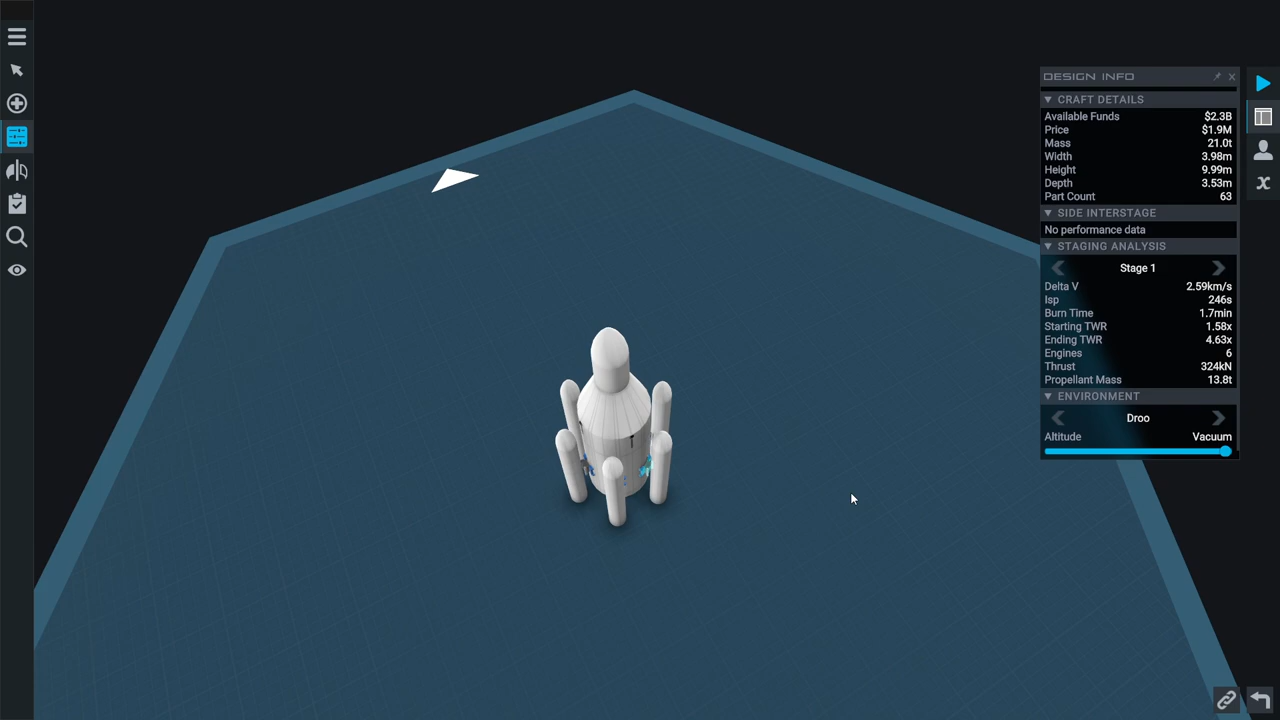 DESIGN INFO
CRAFT DETAILS
Available Funds $2.3B
Price $1.9M
Mass 21.0t
Width 3.98m
Height 9.99m
Depth 3.53m
Part Count 63
SIDE INTERSTAGE
No performance data
STAGING ANALYSIS
Stage 1
Delta V 2.59km/s
Isp 246s
Burn Time 1.7min
Starting TWR 1.58x
Ending TWR 4.63x
Engines 6
Thrust 324kN
Propellant Mass 13.8t
ENVIRONMENT
Droo
Altitude Vacuum